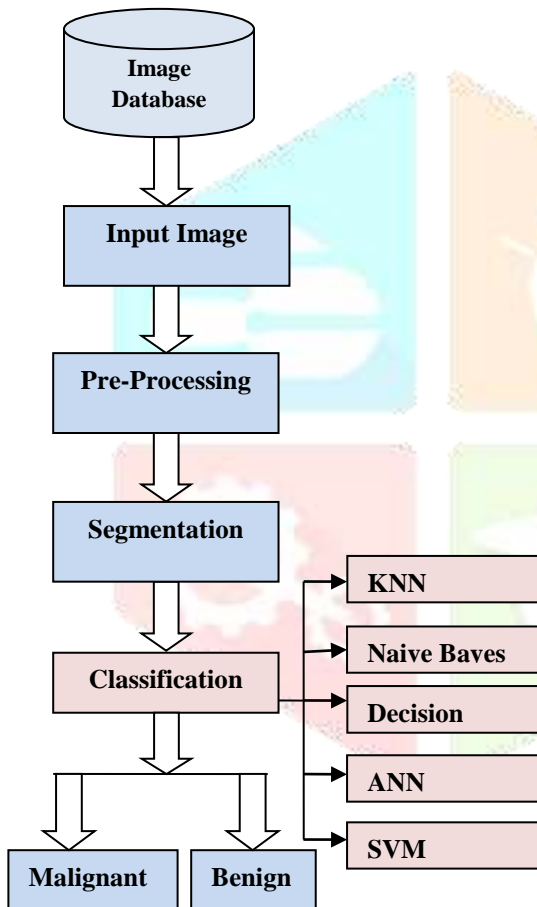 Image
Database
Input Image
Pre-Processing
Segmentation
Classification
KNN
Naive Baves
Decision
ANN
SVM
Malignant
Benign